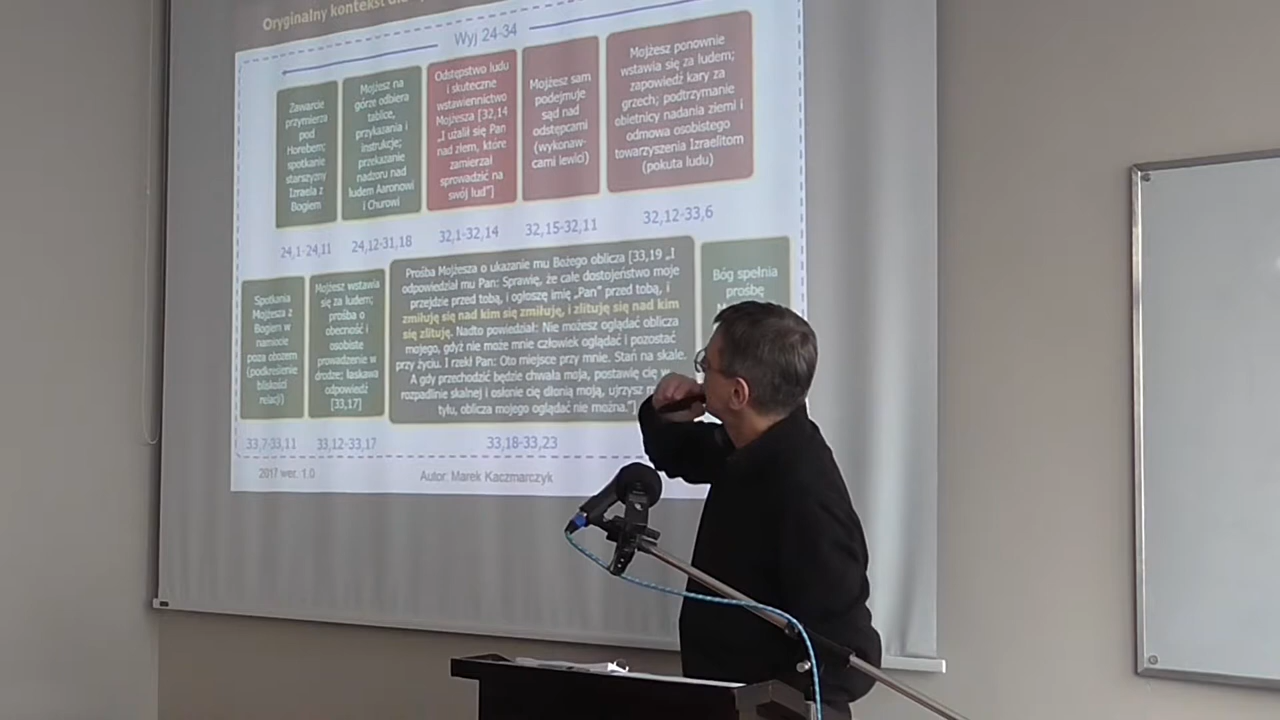 Oryginalny kontekst
Wyj 24-34
Zawarcie
przymierza
pod
Horebem;
spotkanie
starszyzny
Izraela z
Bogiem
Mojżesz na
górze odbiera
tablice,
przykazania i
instrukcje;
przekazanie
nadzoru nad
ludem Aaronowi
i Churowi
Odstępstwo ludu
i skuteczne
wstawiennictwo
Mojżesza [32,14
„I użalił się Pan
nad złem, które
zamierzał
sprowadzić na
swój lud"]
Mojżesz sam
podejmuje
sąd nad
odstępcami
(wykonaw-
cami lewici)
Mojżesz ponownie
wstawia się za ludem;
zapowiedź kary za
grzech; podtrzymanie
obietnicy nadania ziemi i
odmowa osobistego
towarzyszenia Izraelitom
(pokuta ludu)
24,1-24,11
24,12-31,18
32,1-32,14
32,15-32,11
32,12-33,6
Spotkania
Mojżesza z
Bogiem w
namiocie
poza obozem
(podkreślenie
bliskości
relacji)
Mojżesz wstawia
się za ludem;
prośba o
obecność i
osobiste
prowadzenie w
drodze; łaskawa
odpowiedź
[33,17]
Prośba Mojżesza o ukazanie mu Bożego oblicza [33,19 „I
odpowiedział mu Pan: Sprawię, że całe dostojeństwo moje
przejdzie przed tobą, i ogłoszę imię „Pan" przed tobą, i
zmiłuję się nad kim się zmiłuję, i zlituję się nad kim
się zlituję. Nadto powiedział: Nie możesz oglądać oblicza
mojego, gdyż nie może mnie człowiek oglądać i pozostać
przy życiu. I rzekł Pan: Oto miejsce przy mnie. Stań na skale.
A gdy przechodzić będzie chwała moja, postawię cię w
rozpadlinie skalnej i osłonię cię dłonią moją, ujrzysz
tyłu, oblicza mojego oglądać nie można."]
Bóg spełnia
prośbę
33,7-33,11
33,12-33,17
33,18-33,23
2017 wer. 1.0
Autor: Marek Kaczmarczyk